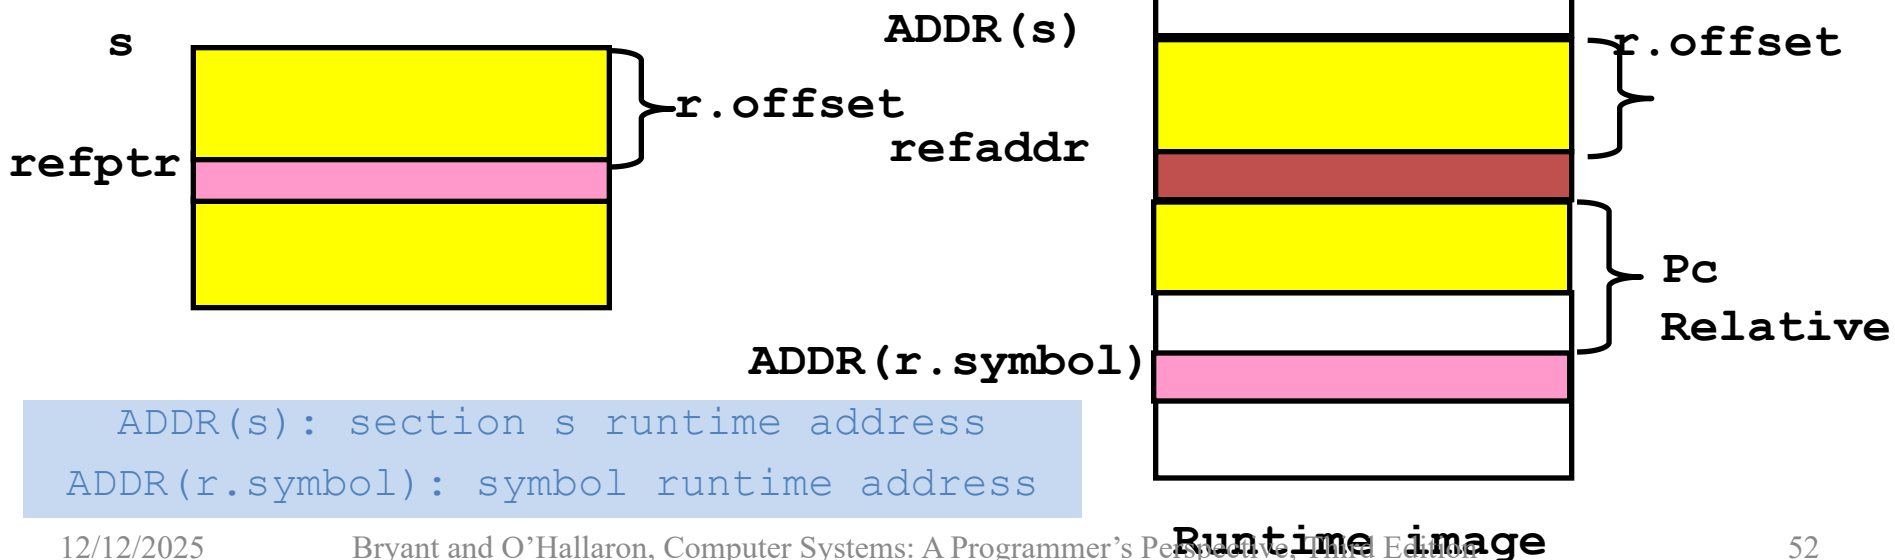 s
ADDR(s)
r.offset
r.offset
refptr
refaddr
Pc
Relative
ADDR(r.symbol)
ADDR(s): section s runtime address
ADDR(r.symbol): symbol runtime address
Runtime image
12/12/2025
Bryant and O’Hallaron, Computer Systems: A Programmer’s Perspective, Third Edition
52